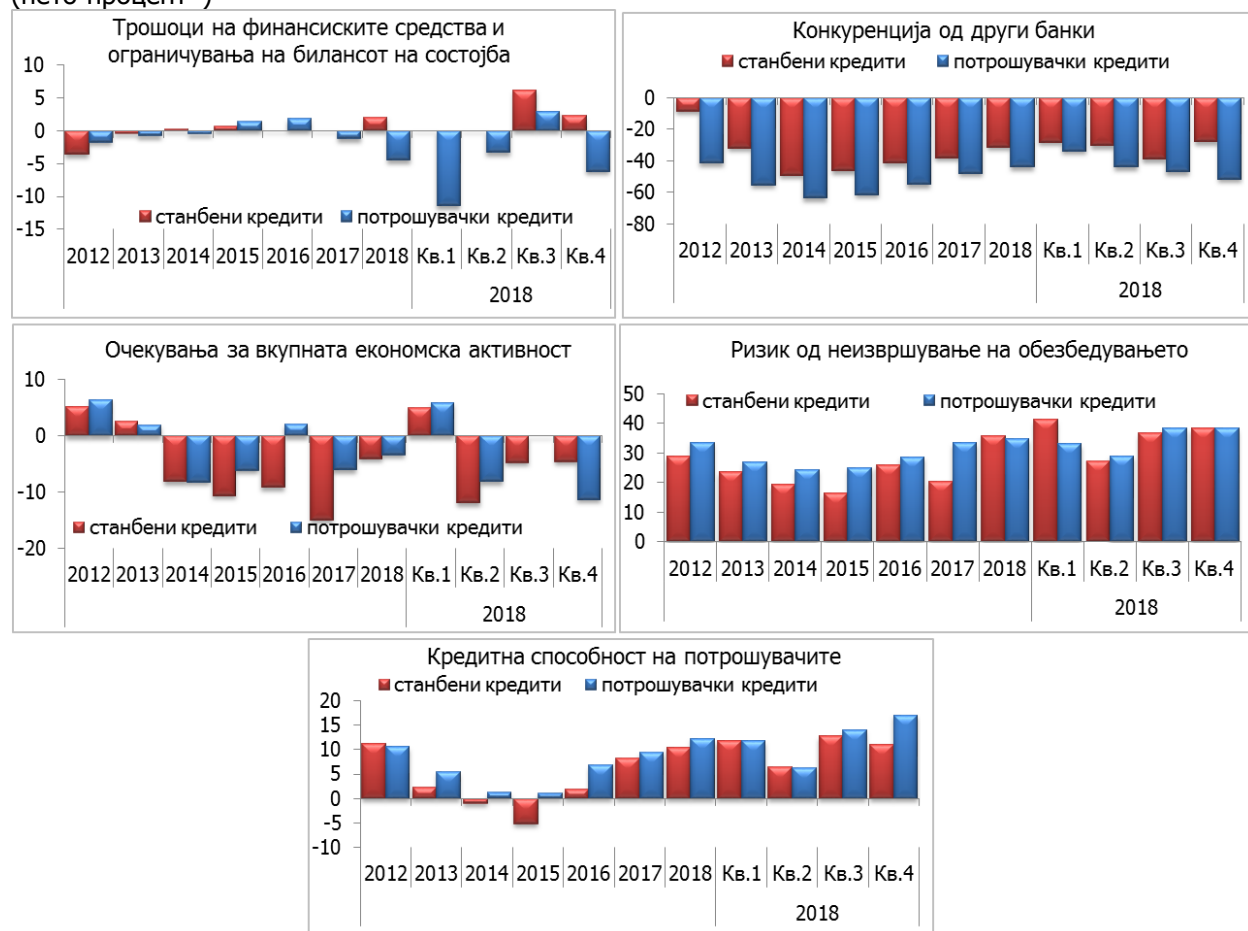 Трошоци на финансиските средства и
ограничувања на билансот на состојба
10
5
0
-5
-10
-15
станбени кредити потрошувачки кредити
2012 2013 2014 2015 2016 2017 2018 Кв.1 Кв.2 Кв.3 Кв.4
2018
Конкуренција од други банки
станбени кредити потрошувачки кредити
0
-20
-40
-60
-80
2012 2013 2014 2015 2016 2017 2018 Кв.1 Кв.2 Кв.3 Кв.4
2018
Очекувања за вкупната економска активност
10
0
-10
-20
станбени кредити потрошувачки кредити
2012 2013 2014 2015 2016 2017 2018 Кв.1 Кв.2 Кв.3 Кв.4
2018
Ризик од неизвршување на обезбедувањето
станбени кредити потрошувачки кредити
50
40
30
20
10
0
2012 2013 2014 2015 2016 2017 2018 Кв.1 Кв.2 Кв.3 Кв.4
2018
Кредитна способност на потрошувачите
станбени кредити потрошувачки кредити
20
15
10
5
0
-5
-10
2012 2013 2014 2015 2016 2017 2018 Кв.1 Кв.2 Кв.3 Кв.4
2018